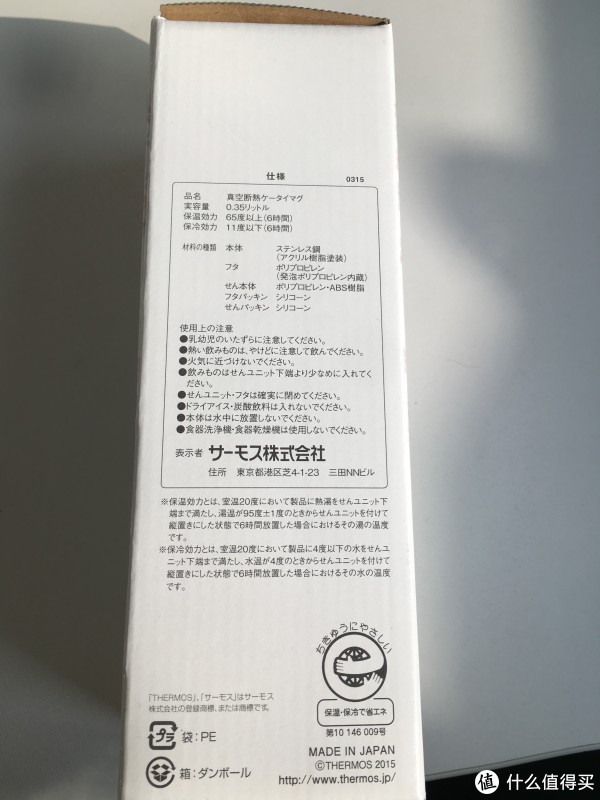 仕様 0315
品名 真空断熱ケータイマグ
実容量 0.35リットル
保温効力 65度以上(6時間)
保冷効力 11度以下(6時間)
材料の種類 本体 ステンレス鋼
(アクリル樹脂塗装)
フタ ポリプロピレン
(発泡ポリプロピレン内蔵)
せん本体 ポリプロピレン・ABS樹脂
フタパッキン シリコーン
せんパッキン シリコーン
使用上の注意
●乳幼児のいたずらに注意してください。
●熱い飲みものは、やけどに注意して飲んでください。
●火気に近づけないでください。
●飲みものはせんユニット下端より少なめに入れてく
ださい。
●せんユニット・フタは確実に閉めてください。
●ドライアイス・炭酸飲料は入れないでください。
●本体は水中に放置しないでください。
●食器洗浄機・食器乾燥機は使用しないでください。
表示者 サーモス株式会社
住所 東京都港区芝4-1-23 三田NNビル
※保温効力とは、室温20度において製品に熱湯をせんユニット下
端まで満たし、湯温が95度±1度のときからせんユニットを付けて
縦置きにした状態で6時間放置した場合におけるその湯の温度
です。
※保冷効力とは、室温20度において製品に4度以下の水をせんユ
ニット下端まで満たし、水温が4度のときからせんユニットを付けて
縦置きにした状態で6時間放置した場合におけるその水の温度
です。
ちきゅうにやさしい
保温・保冷で省エネ
第10 146 009号
「THERMOS」、「サーモス」はサーモス
株式会社の登録商標、または商標です。
プラ 袋:PE
箱:ダンボール
MADE IN JAPAN
©THERMOS 2015
http://www.thermos.jp/
值 什么值得买